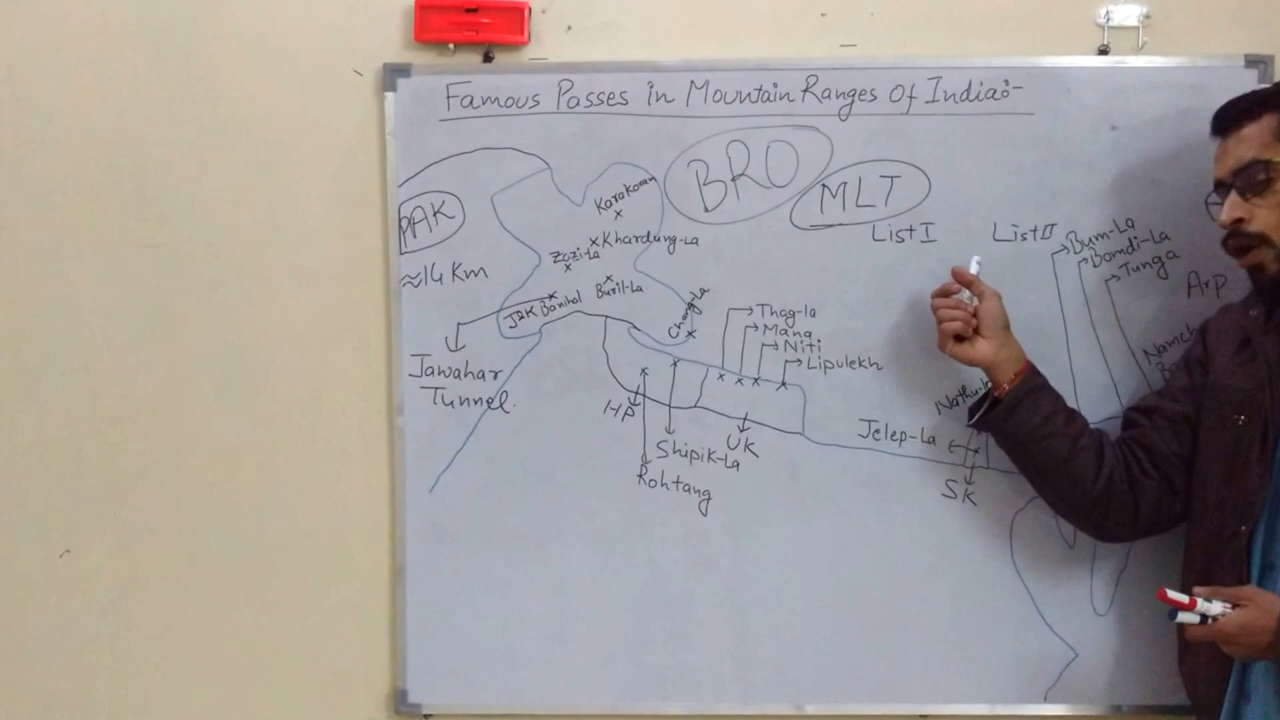 Famous Passes in Mountain Ranges Of India:-
BRO
MLT
PAK
≈14 Km
Karakoram
Khardung-La
Zozi-La
Buril-La
J&K Banihal
Chang-La
Jawahar
Tunnel.
Thag-la
Mana
Niti
Lipulekh
HP
UK
Shipik-La
Rohtang
List I
List II
Bum-La
Bomdi-La
Tunga
Arp
Jelep-La
SK